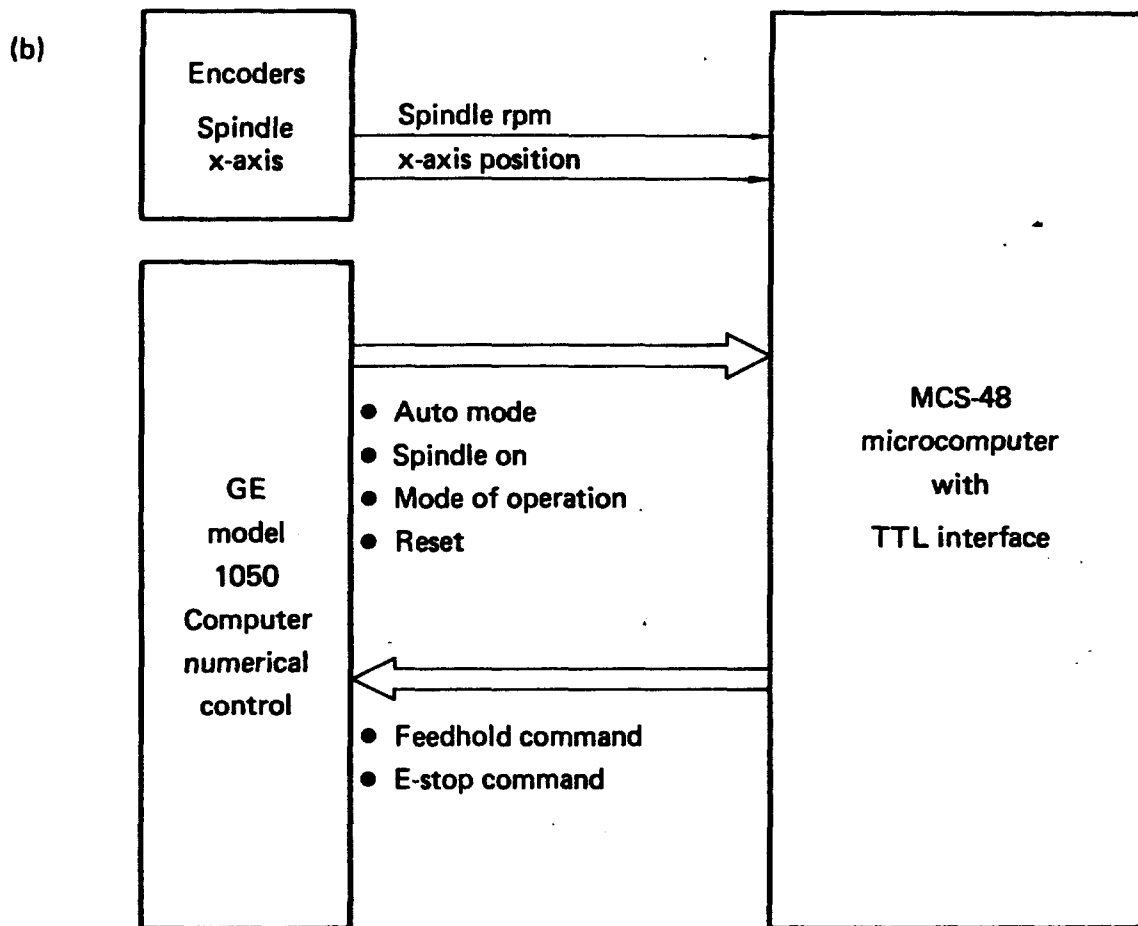 (b)
Encoders
Spindle
x-axis
Spindle rpm
x-axis position
GE
model
1050
Computer
numerical
control
● Auto mode
● Spindle on
● Mode of operation
● Reset
● Feedhold command
● E-stop command
MCS-48
microcomputer
with
TTL interface